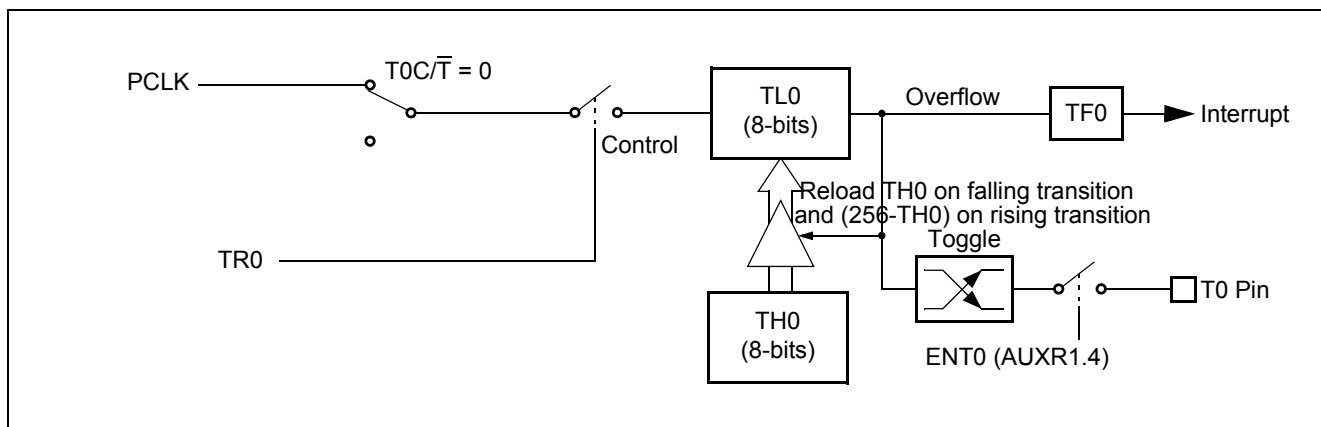 PCLK
T0C/T̅ = 0
TL0
(8-bits)
Overflow
TF0
Interrupt
Control
Reload TH0 on falling transition
and (256-TH0) on rising transition
Toggle
TR0
TH0
(8-bits)
T0 Pin
ENT0 (AUXR1.4)